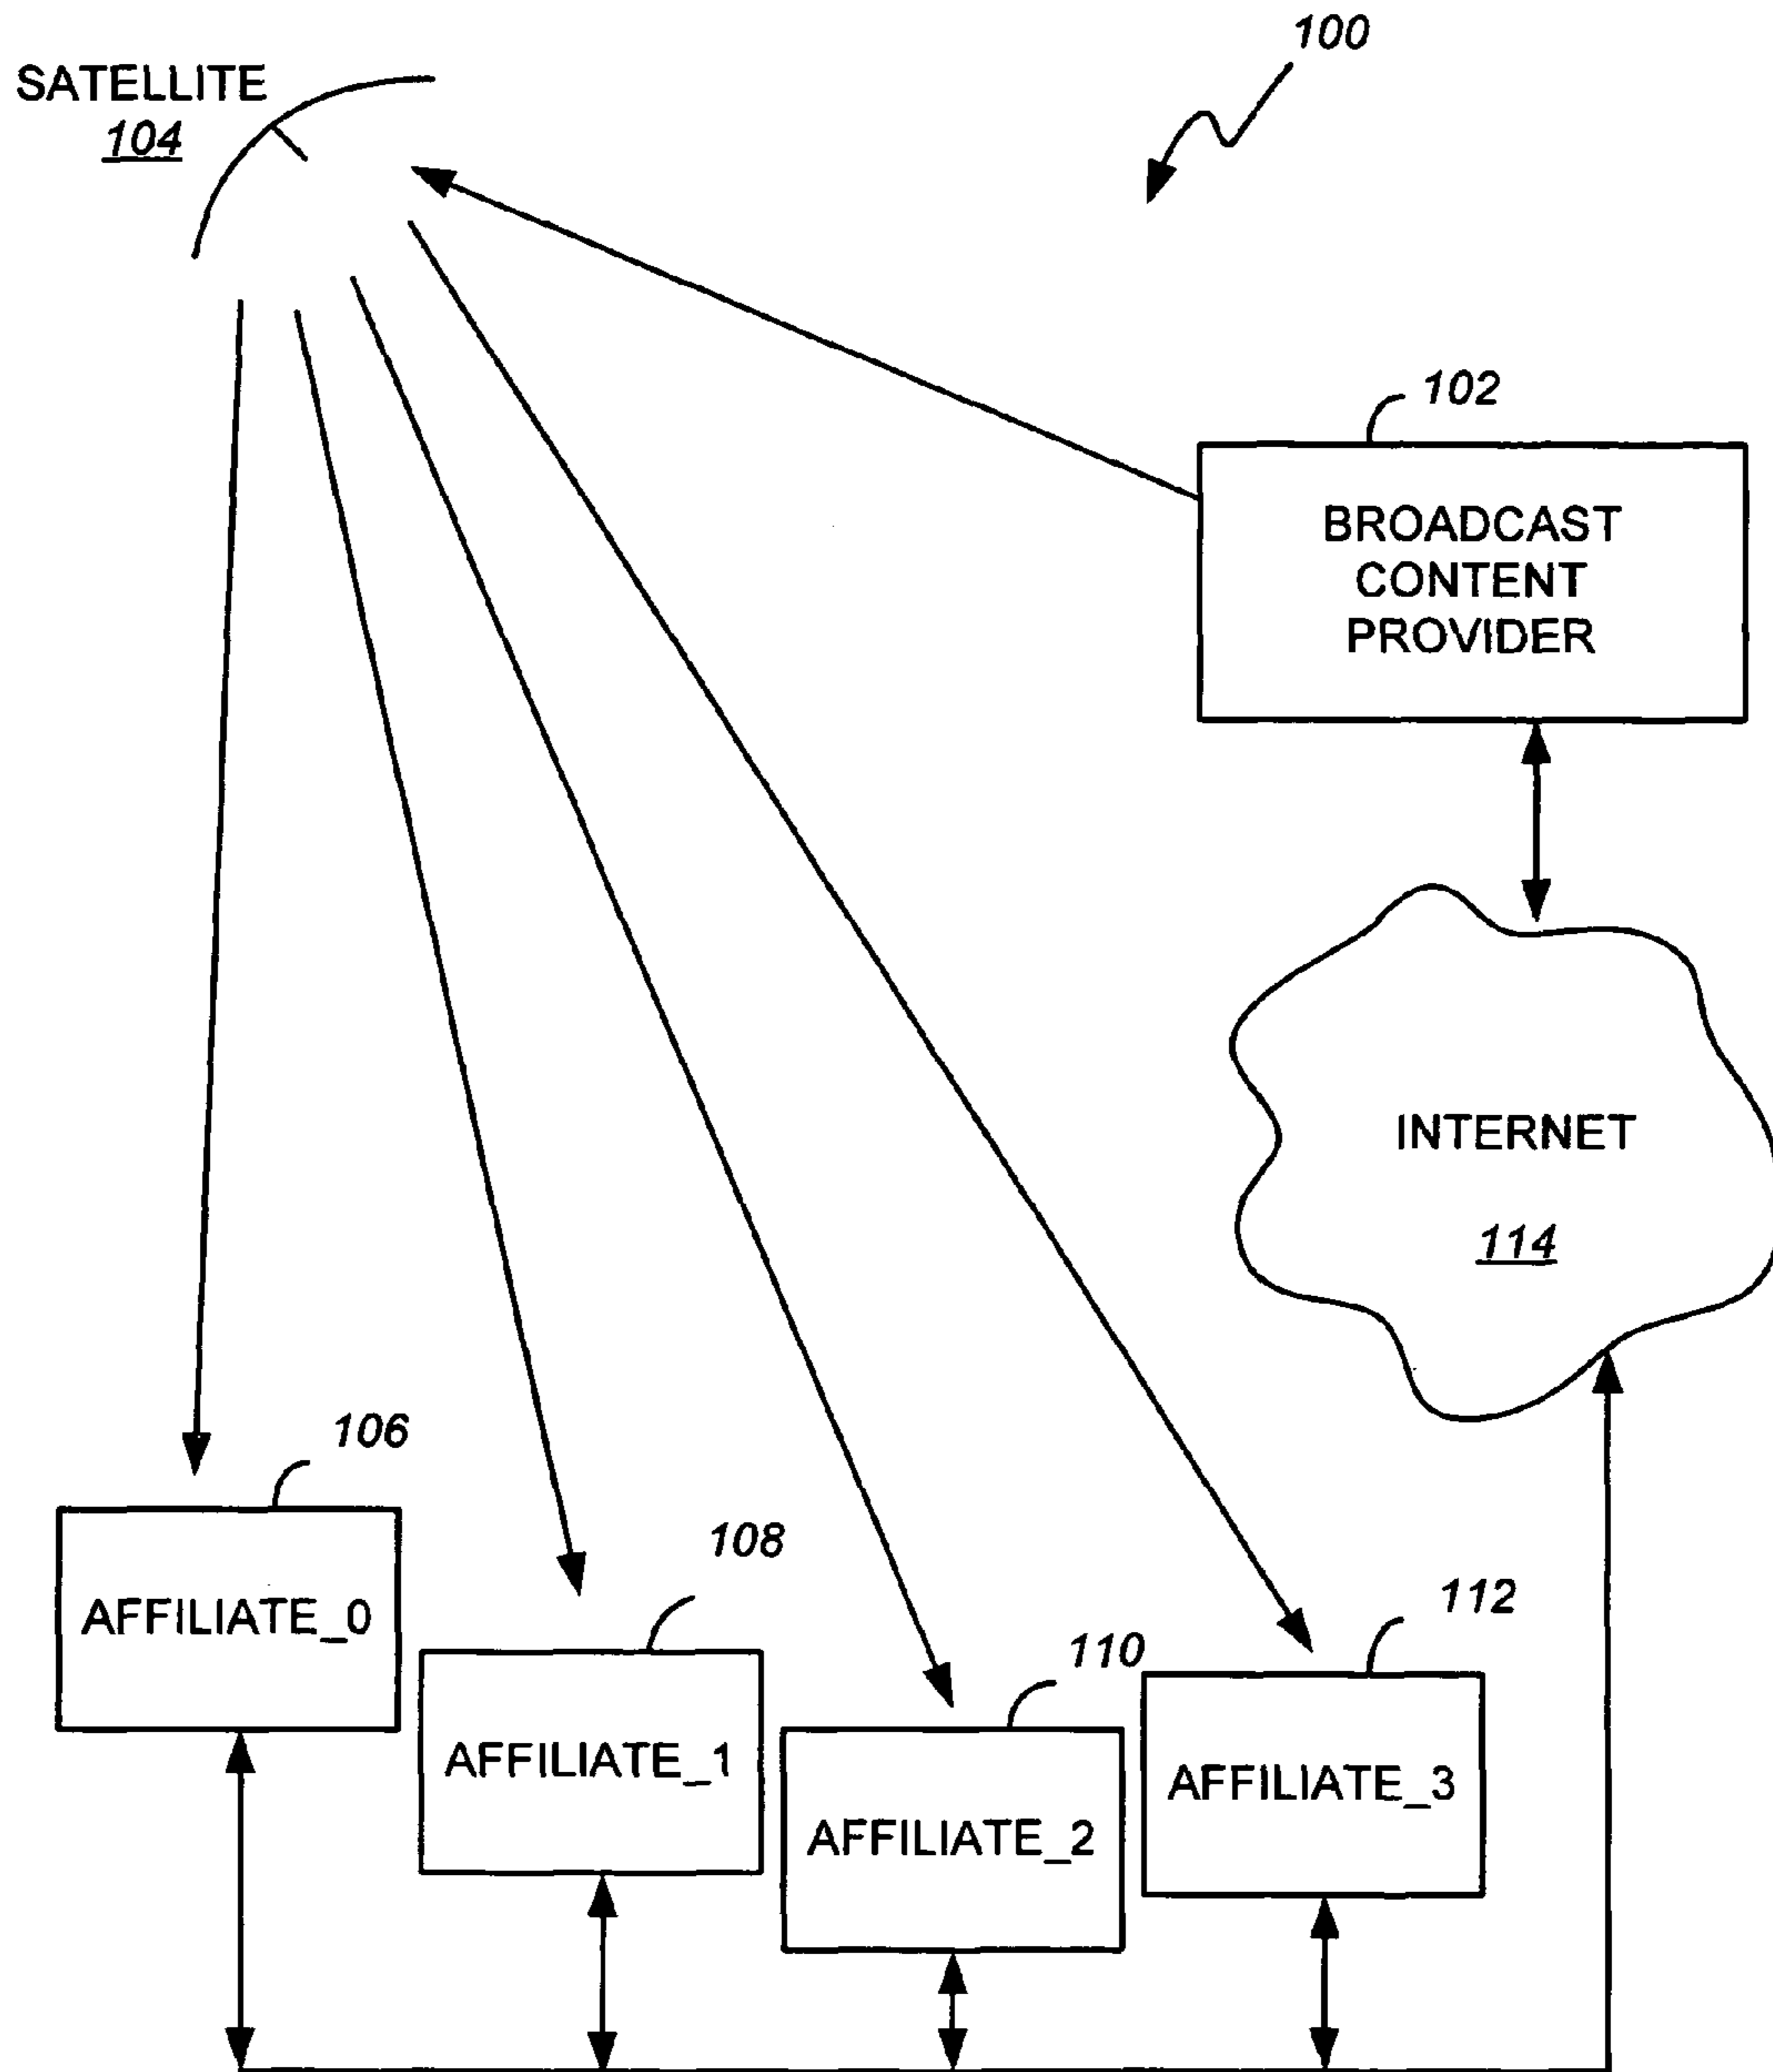 100
SATELLITE
104
102
BROADCAST
CONTENT
PROVIDER
INTERNET
114
106
AFFILIATE_0
108
AFFILIATE_1
110
AFFILIATE_2
112
AFFILIATE_3